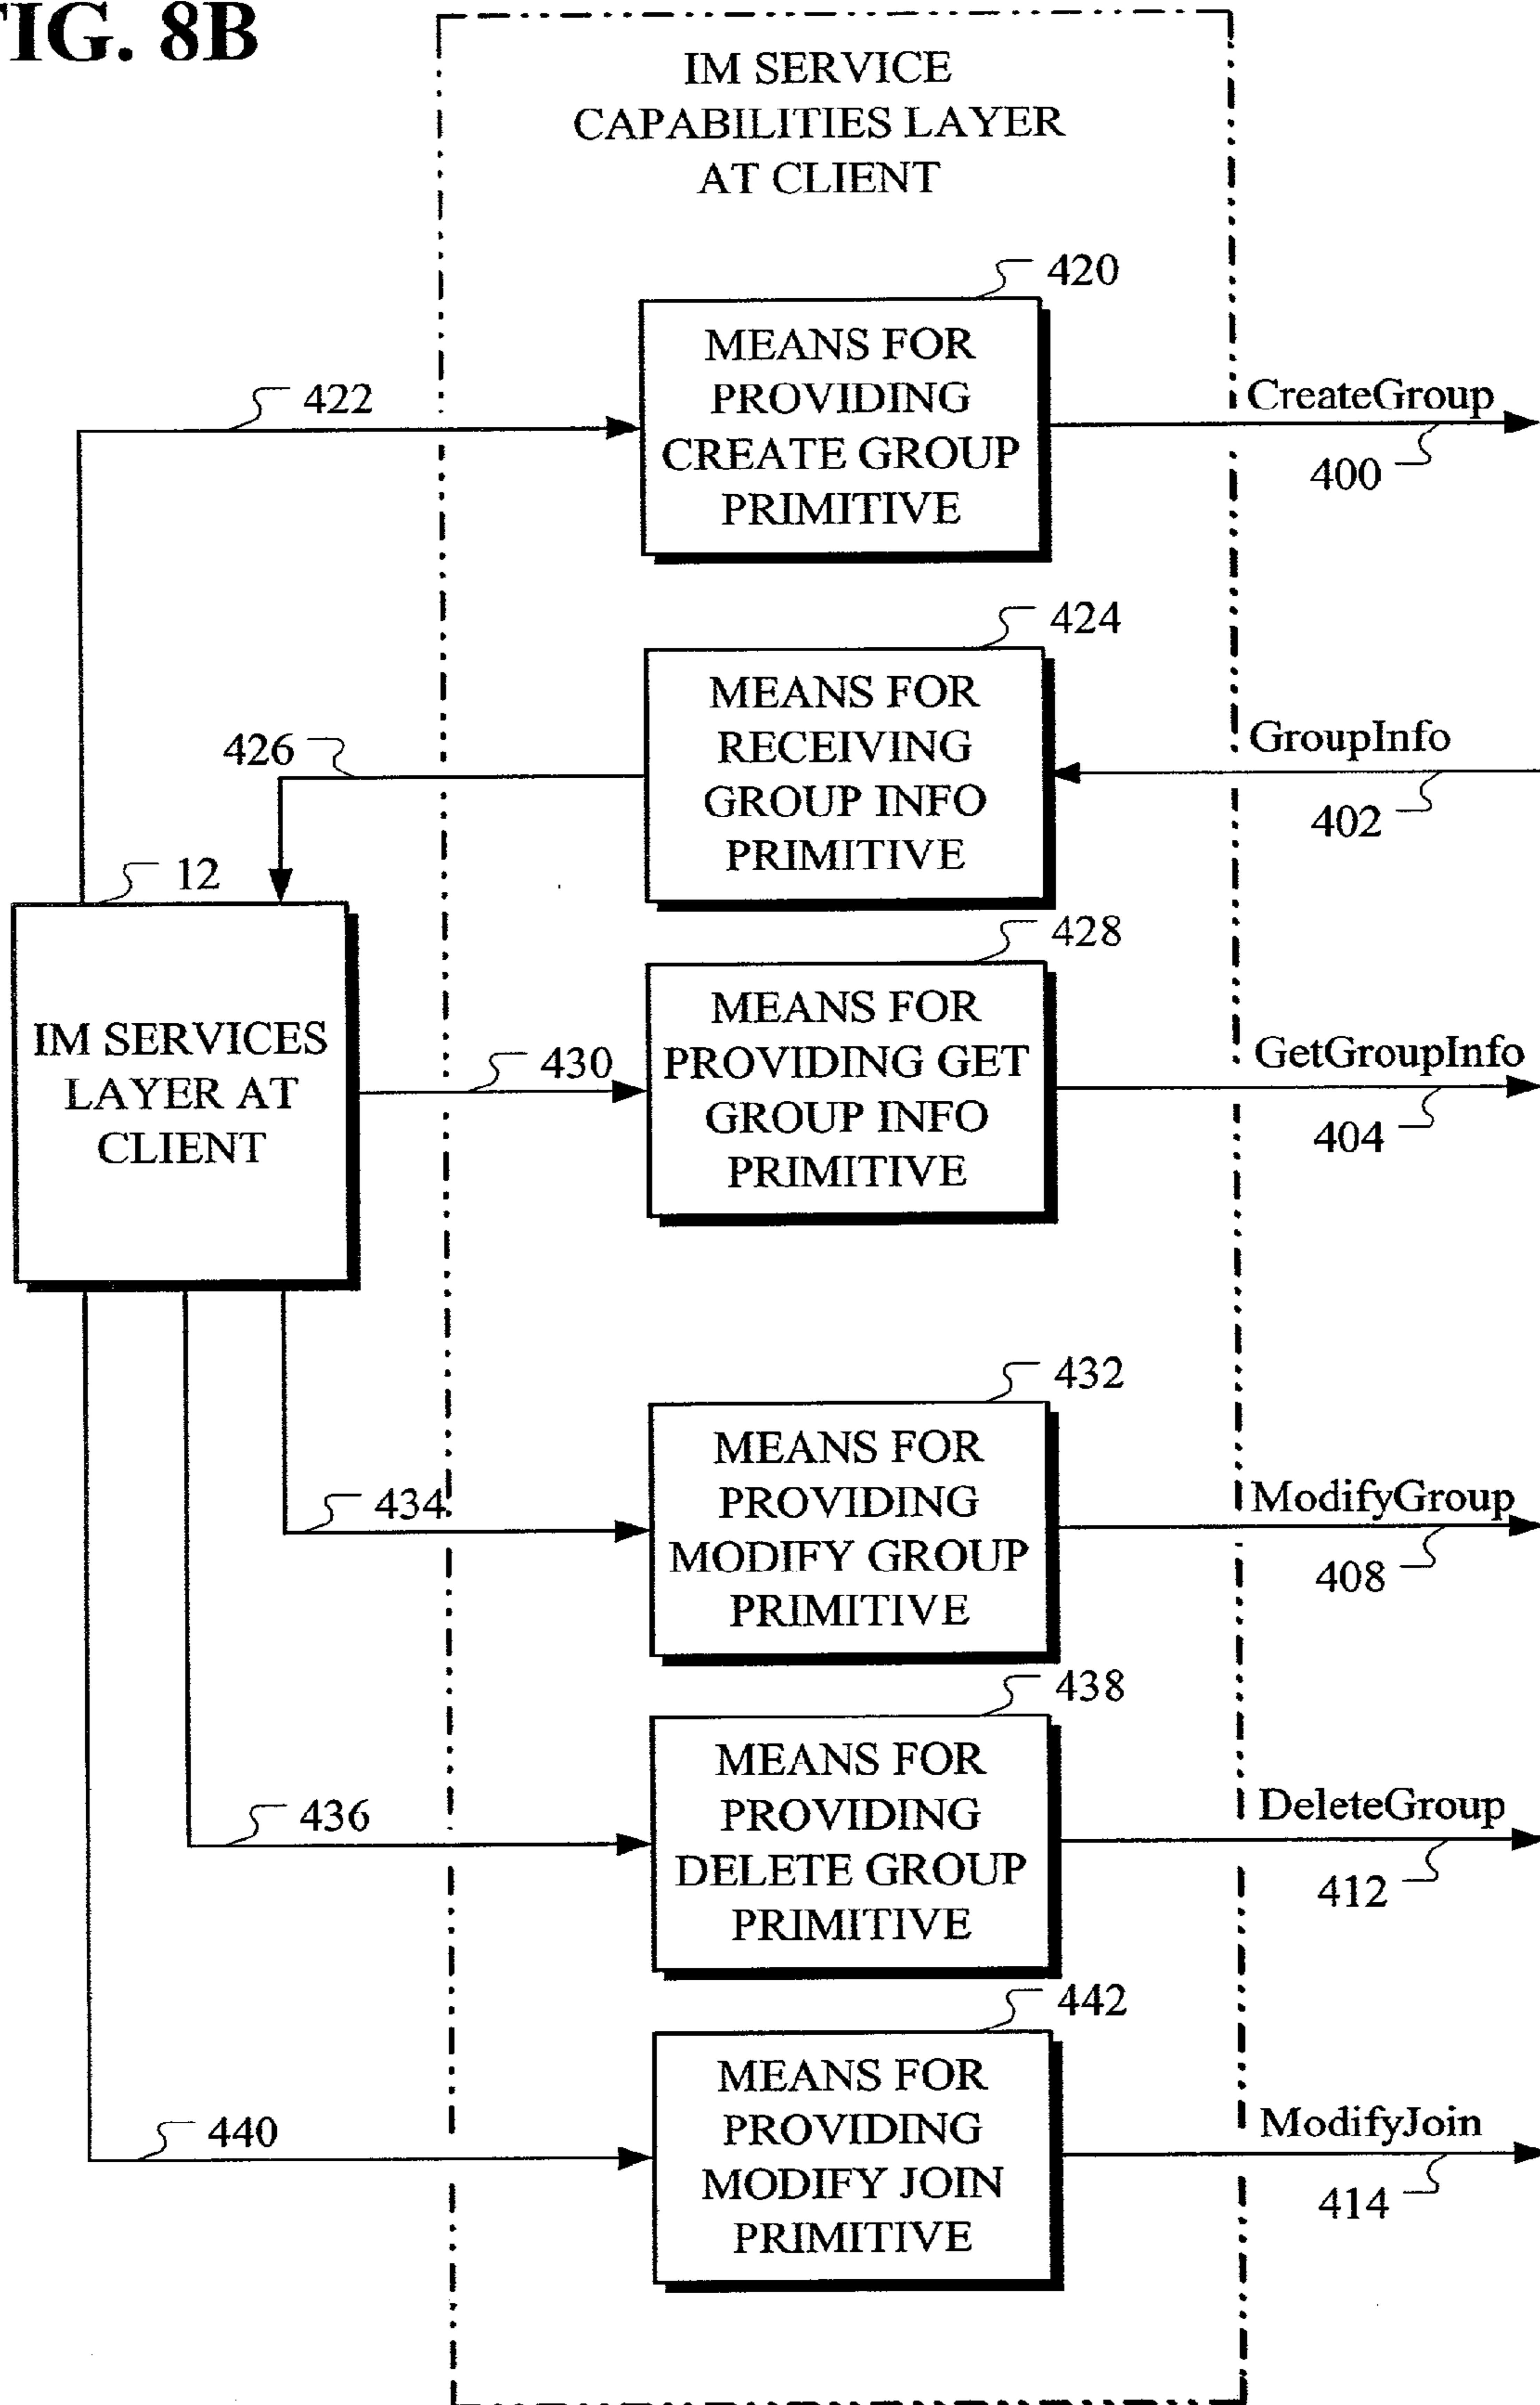 FIG. 8B
IM SERVICE
CAPABILITIES LAYER
AT CLIENT
420
MEANS FOR
PROVIDING
CREATE GROUP
PRIMITIVE
422
CreateGroup
400
424
MEANS FOR
RECEIVING
GROUP INFO
PRIMITIVE
426
GroupInfo
402
12
IM SERVICES
LAYER AT
CLIENT
428
MEANS FOR
PROVIDING GET
GROUP INFO
PRIMITIVE
430
GetGroupInfo
404
432
MEANS FOR
PROVIDING
MODIFY GROUP
PRIMITIVE
434
ModifyGroup
408
438
MEANS FOR
PROVIDING
DELETE GROUP
PRIMITIVE
436
DeleteGroup
412
442
MEANS FOR
PROVIDING
MODIFY JOIN
PRIMITIVE
440
ModifyJoin
414